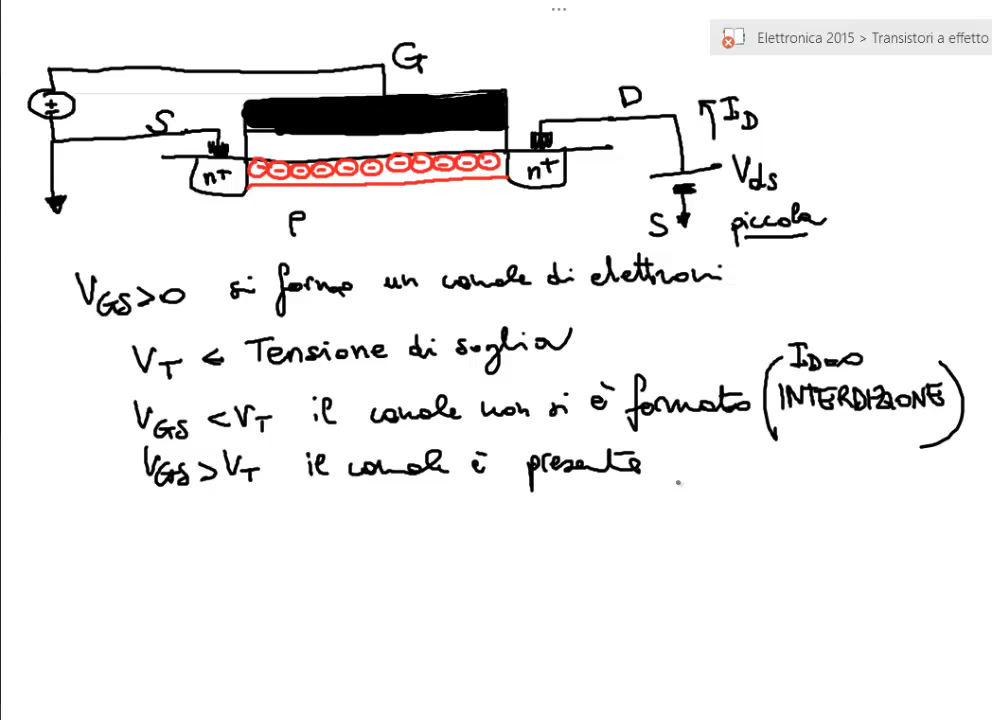 Elettronica 2015 > Transistori a effetto
G
S
D
I_D
n+
n+
V_ds
P
S
piccola
V_GS>0 si forma un canale di elettroni
V_T ← Tensione di soglia
I_D=0
V_GS <V_T il canale non si è formato (INTERDIZIONE)
V_GS>V_T il canale è presente